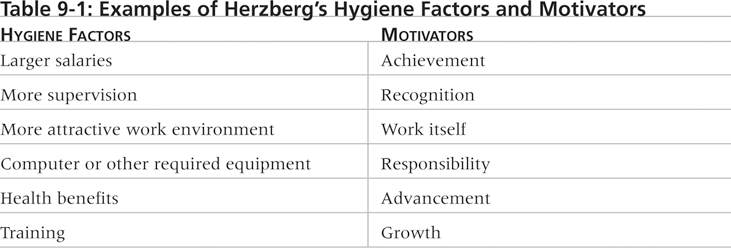 Table 9-1: Examples of Herzberg's Hygiene Factors and Motivators
HYGIENE FACTORS MOTIVATORS
Larger salaries Achievement
More supervision Recognition
More attractive work environment Work itself
Computer or other required equipment Responsibility
Health benefits Advancement
Training Growth